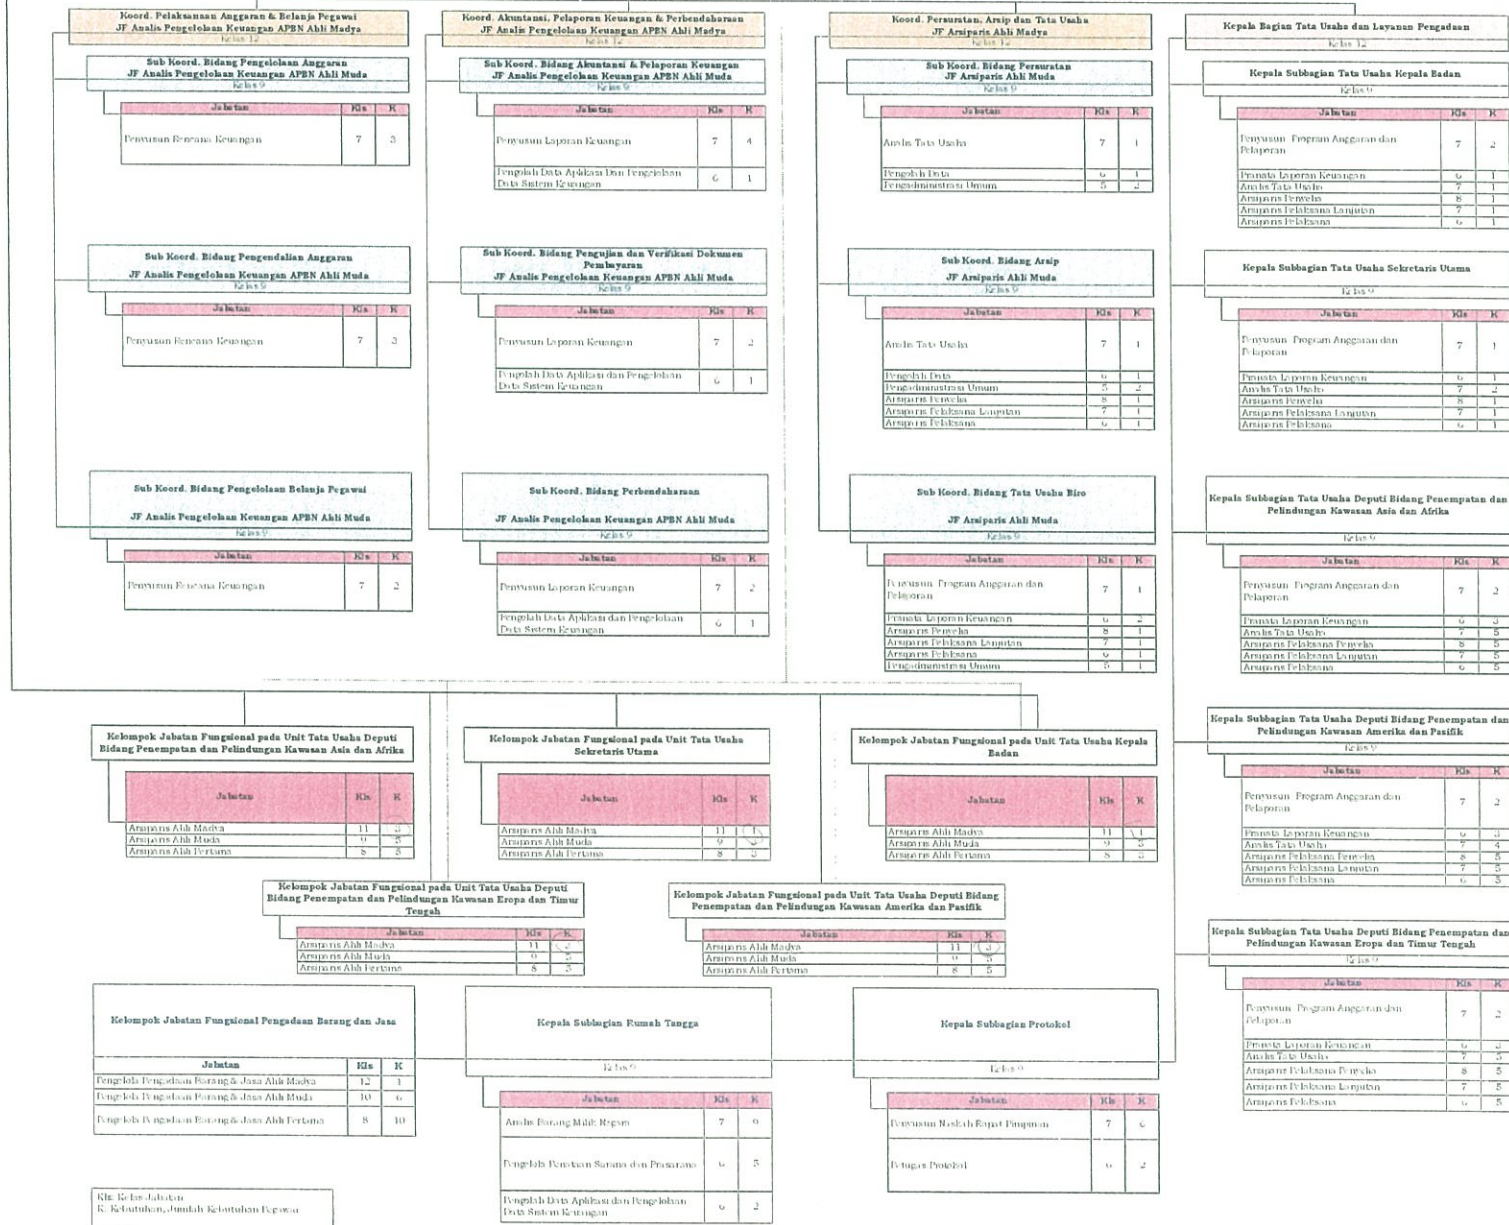 Koord. Pelaksanaan Anggaran & Belanja Pegawai
JF Analis Pengelolaan Keuangan APBN Ahli Madya
Kelas 12
Sub Koord. Bidang Pengelolaan Anggaran
JF Analis Pengelolaan Keuangan APBN Ahli Muda
Kelas 9
Jabatan Kls K
Penyusun Rencana Keuangan 7 3
Sub Koord. Bidang Pengendalian Anggaran
JF Analis Pengelolaan Keuangan APBN Ahli Muda
Kelas 9
Jabatan Kls K
Penyusun Rencana Keuangan 7 3
Sub Koord. Bidang Pengelolaan Belanja Pegawai
JF Analis Pengelolaan Keuangan APBN Ahli Muda
Kelas 9
Jabatan Kls K
Penyusun Rencana Keuangan 7 2
Koord. Akuntansi, Pelaporan Keuangan & Perbendaharaan
JF Analis Pengelolaan Keuangan APBN Ahli Madya
Kelas 12
Sub Koord. Bidang Akuntansi & Pelaporan Keuangan
JF Analis Pengelolaan Keuangan APBN Ahli Muda
Kelas 9
Jabatan Kls K
Penyusun Laporan Keuangan 7 4
Pengolah Data Aplikasi Dan Pengelolaan
Data Sistem Keuangan 6 1
Sub Koord. Bidang Pengujian dan Verifikasi Dokumen
Pembayaran
JF Analis Pengelolaan Keuangan APBN Ahli Muda
Kelas 9
Jabatan Kls K
Penyusun Laporan Keuangan 7 2
Pengolah Data Aplikasi dan Pengelolaan
Data Sistem Keuangan 6 1
Sub Koord. Bidang Perbendaharaan
JF Analis Pengelolaan Keuangan APBN Ahli Muda
Kelas 9
Jabatan Kls K
Penyusun Laporan Keuangan 7 2
Pengolah Data Aplikasi dan Pengelolaan
Data Sistem Keuangan 6 1
Koord. Persuratan, Arsip dan Tata Usaha
JF Arsiparis Ahli Madya
Kelas 12
Sub Koord. Bidang Persuratan
JF Arsiparis Ahli Muda
Kelas 9
Jabatan Kls K
Analis Tata Usaha 7 1
Pengolah Data 6 1
Pengadministrasi Umum 5 2
Sub Koord. Bidang Arsip
JF Arsiparis Ahli Muda
Kelas 9
Jabatan Kls K
Analis Tata Usaha 7 1
Pengolah Data 6 1
Pengadministrasi Umum 5 2
Arsiparis Penyelia 8 1
Arsiparis Pelaksana Lanjutan 7 1
Arsiparis Pelaksana 6 1
Sub Koord. Bidang Tata Usaha Biro
JF Arsiparis Ahli Muda
Kelas 9
Jabatan Kls K
Penyusun Program Anggaran dan
Pelaporan 7 1
Pranata Laporan Keuangan 6 2
Arsiparis Penyelia 8 1
Arsiparis Pelaksana Lanjutan 7 1
Arsiparis Pelaksana 6 1
Pengadministrasi Umum 5 1
Kepala Bagian Tata Usaha dan Layanan Pengadaan
Kelas 12
Kepala Subbagian Tata Usaha Kepala Badan
Kelas 9
Jabatan Kls K
Penyusun Program Anggaran dan
Pelaporan 7 2
Pranata Laporan Keuangan 6 1
Analis Tata Usaha 7 1
Arsiparis Penyelia 8 1
Arsiparis Pelaksana Lanjutan 7 1
Arsiparis Pelaksana 6 1
Kepala Subbagian Tata Usaha Sekretaris Utama
Kelas 9
Jabatan Kls K
Penyusun Program Anggaran dan
Pelaporan 7 1
Pranata Laporan Keuangan 6 1
Analis Tata Usaha 7 2
Arsiparis Penyelia 8 1
Arsiparis Pelaksana Lanjutan 7 1
Arsiparis Pelaksana 6 1
Kepala Subbagian Tata Usaha Deputi Bidang Penempatan dan
Pelindungan Kawasan Asia dan Afrika
Kelas 9
Jabatan Kls K
Penyusun Program Anggaran dan
Pelaporan 7 2
Pranata Laporan Keuangan 6 3
Analis Tata Usaha 7 5
Arsiparis Pelaksana Penyelia 8 5
Arsiparis Pelaksana Lanjutan 7 5
Arsiparis Pelaksana 6 5
Kepala Subbagian Tata Usaha Deputi Bidang Penempatan dan
Pelindungan Kawasan Amerika dan Pasifik
Kelas 9
Jabatan Kls K
Penyusun Program Anggaran dan
Pelaporan 7 2
Pranata Laporan Keuangan 6 3
Analis Tata Usaha 7 4
Arsiparis Pelaksana Penyelia 8 5
Arsiparis Pelaksana Lanjutan 7 5
Arsiparis Pelaksana 6 5
Kepala Subbagian Tata Usaha Deputi Bidang Penempatan dan
Pelindungan Kawasan Eropa dan Timur Tengah
Kelas 9
Jabatan Kls K
Penyusun Program Anggaran dan
Pelaporan 7 2
Pranata Laporan Keuangan 6 3
Analis Tata Usaha 7 5
Arsiparis Pelaksana Penyelia 8 5
Arsiparis Pelaksana Lanjutan 7 5
Arsiparis Pelaksana 6 5
Kelompok Jabatan Fungsional pada Unit Tata Usaha Deputi
Bidang Penempatan dan Pelindungan Kawasan Asia dan Afrika
Jabatan Kls K
Arsiparis Ahli Madya 11
Arsiparis Ahli Muda 9 5
Arsiparis Ahli Pertama 8 5
Kelompok Jabatan Fungsional pada Unit Tata Usaha
Sekretaris Utama
Jabatan Kls K
Arsiparis Ahli Madya 11 1
Arsiparis Ahli Muda 9
Arsiparis Ahli Pertama 8 3
Kelompok Jabatan Fungsional pada Unit Tata Usaha Kepala
Badan
Jabatan Kls K
Arsiparis Ahli Madya 11 1
Arsiparis Ahli Muda 9 3
Arsiparis Ahli Pertama 8 3
Kelompok Jabatan Fungsional pada Unit Tata Usaha Deputi
Bidang Penempatan dan Pelindungan Kawasan Eropa dan Timur
Tengah
Jabatan Kls K
Arsiparis Ahli Madya 11
Arsiparis Ahli Muda 9 5
Arsiparis Ahli Pertama 8 5
Kelompok Jabatan Fungsional pada Unit Tata Usaha Deputi Bidang
Penempatan dan Pelindungan Kawasan Amerika dan Pasifik
Jabatan Kls K
Arsiparis Ahli Madya 11 3
Arsiparis Ahli Muda 9 5
Arsiparis Ahli Pertama 8 5
Kelompok Jabatan Fungsional Pengadaan Barang dan Jasa
Jabatan Kls K
Pengelola Pengadaan Barang & Jasa Ahli Madya 12 1
Pengelola Pengadaan Barang & Jasa Ahli Muda 10 6
Pengelola Pengadaan Barang & Jasa Ahli Pertama 8 10
Kepala Subbagian Rumah Tangga
Kelas 9
Jabatan Kls K
Analis Barang Milik Negara 7 6
Pengelola Penataan Sarana dan Prasarana 6 5
Pengolah Data Aplikasi dan Pengelolaan
Data Sistem Keuangan 6 2
Kepala Subbagian Protokol
Kelas 9
Jabatan Kls K
Penyusun Naskah Rapat Pimpinan 7 6
Petugas Protokol 6 2
Kls: Kelas Jabatan
K: Kebutuhan, Jumlah Kebutuhan Pegawai